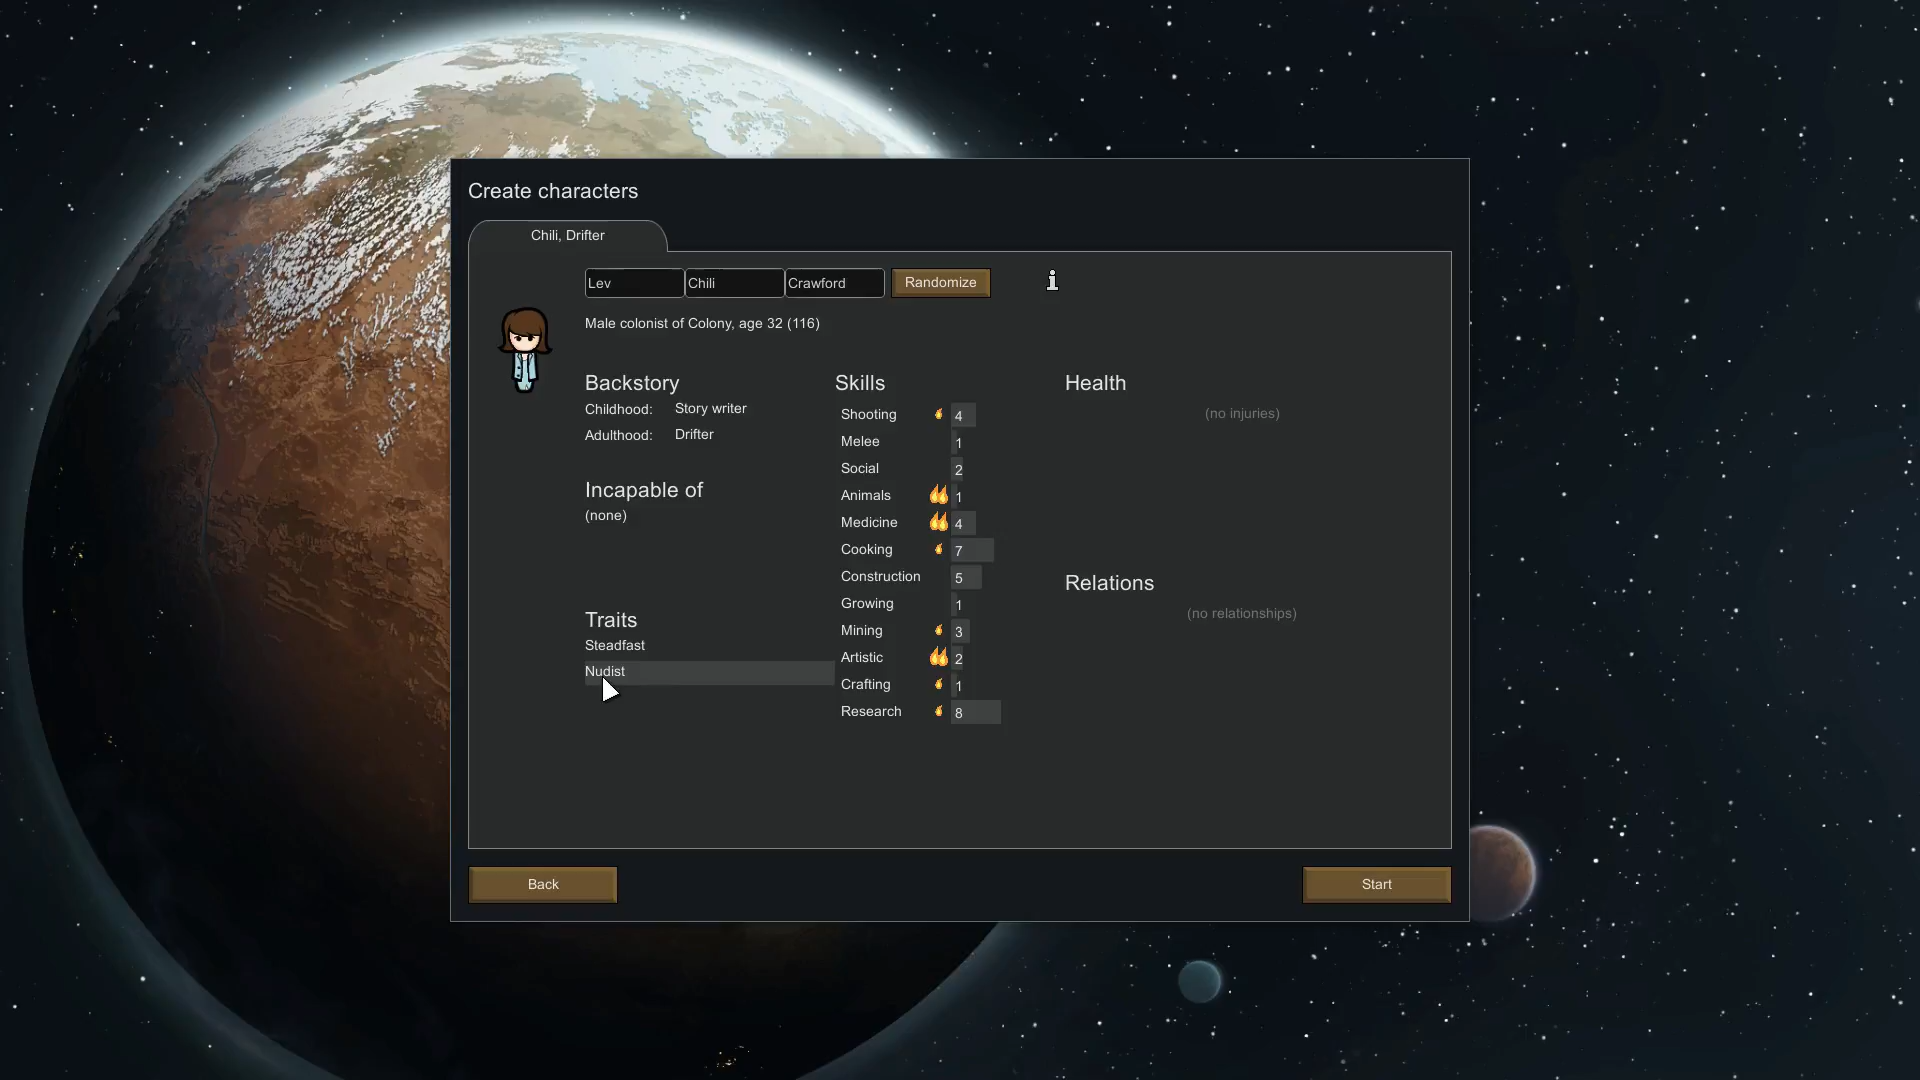 Create characters
Chili, Drifter
Lev Chili Crawford Randomize
Male colonist of Colony, age 32 (116)
Backstory
Childhood: Story writer
Adulthood: Drifter
Incapable of
(none)
Traits
Steadfast
Nudist
Skills
Shooting 4
Melee 1
Social 2
Animals 1
Medicine 4
Cooking 7
Construction 5
Growing 1
Mining 3
Artistic 2
Crafting 1
Research 8
Health
(no injuries)
Relations
(no relationships)
Back
Start